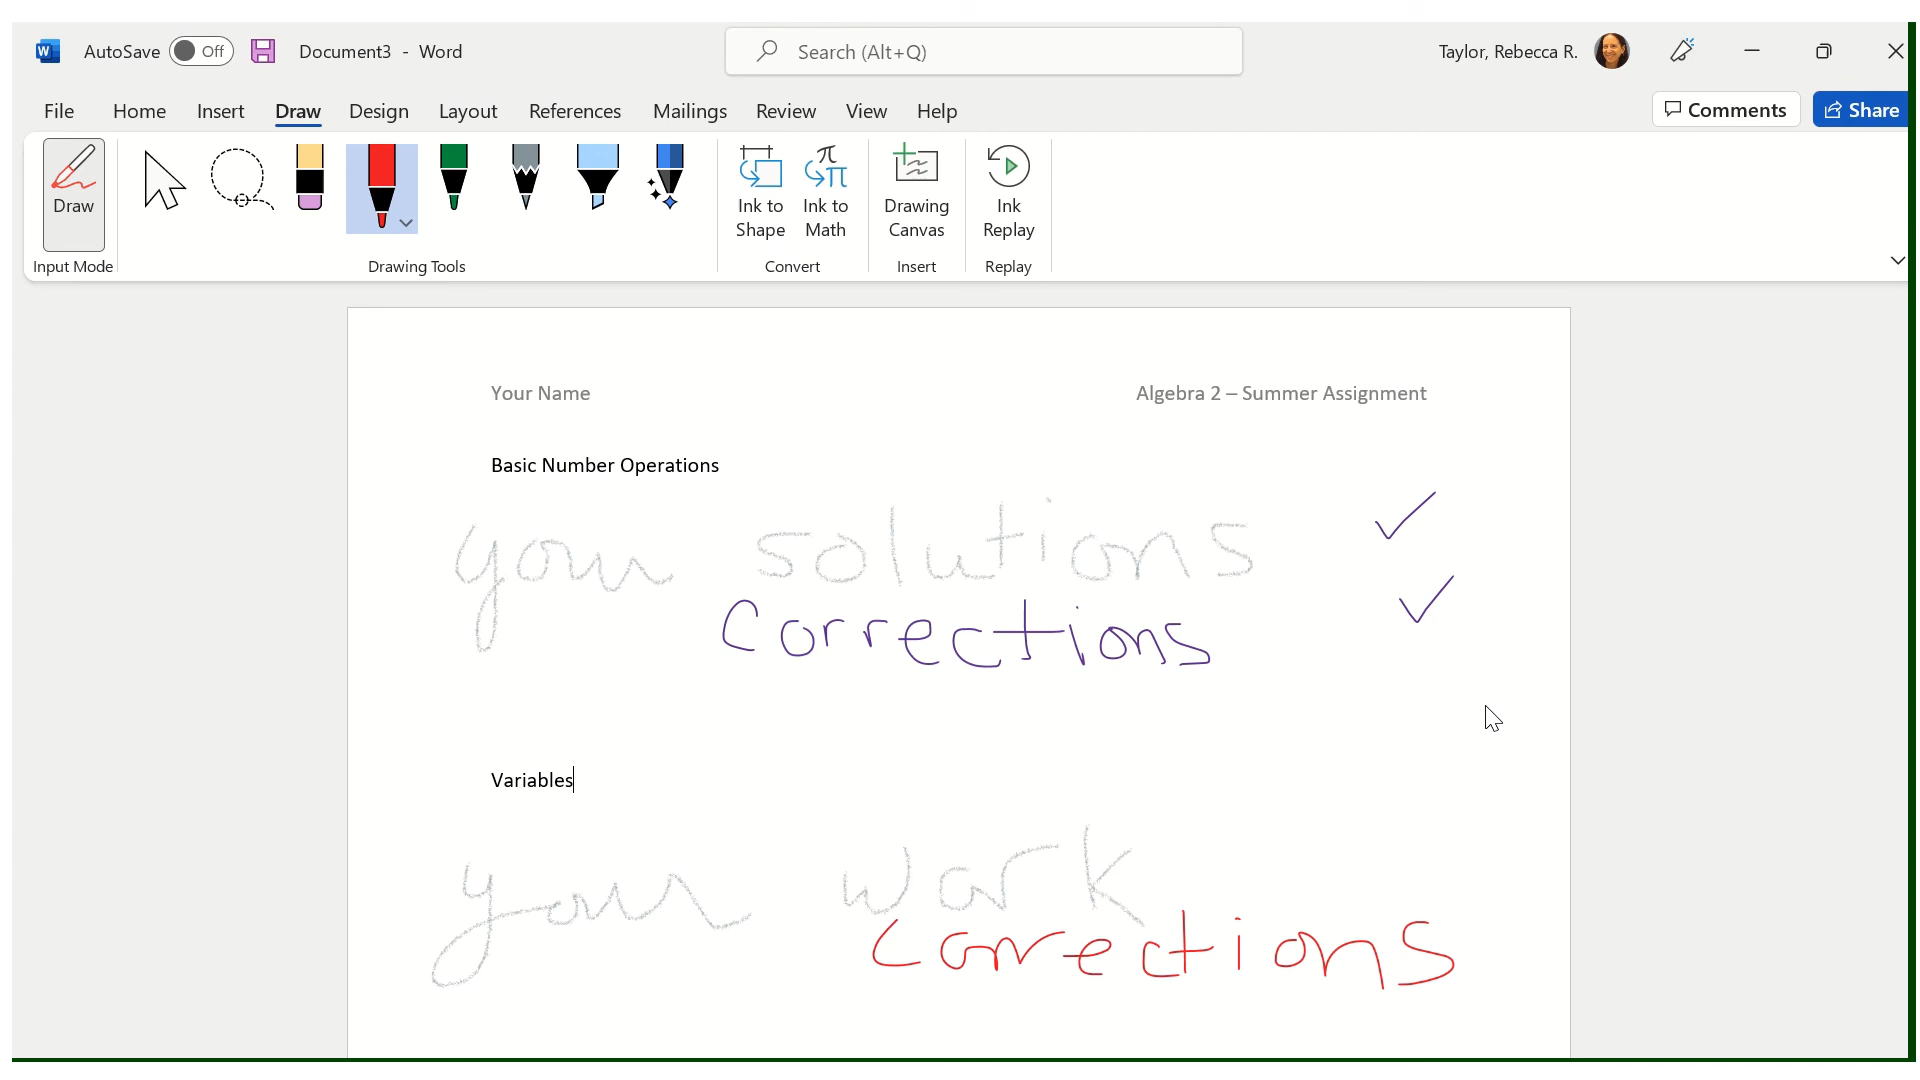 AutoSave Off Document3 - Word Search (Alt+Q) Taylor, Rebecca R.
File Home Insert Draw Design Layout References Mailings Review View Help Comments Share
Draw
Ink to Shape
Ink to Math
Drawing Canvas
Ink Replay
Input Mode Drawing Tools Convert Insert Replay
Your Name Algebra 2 – Summer Assignment
Basic Number Operations
your solutions
Corrections
Variables
your work
Corrections